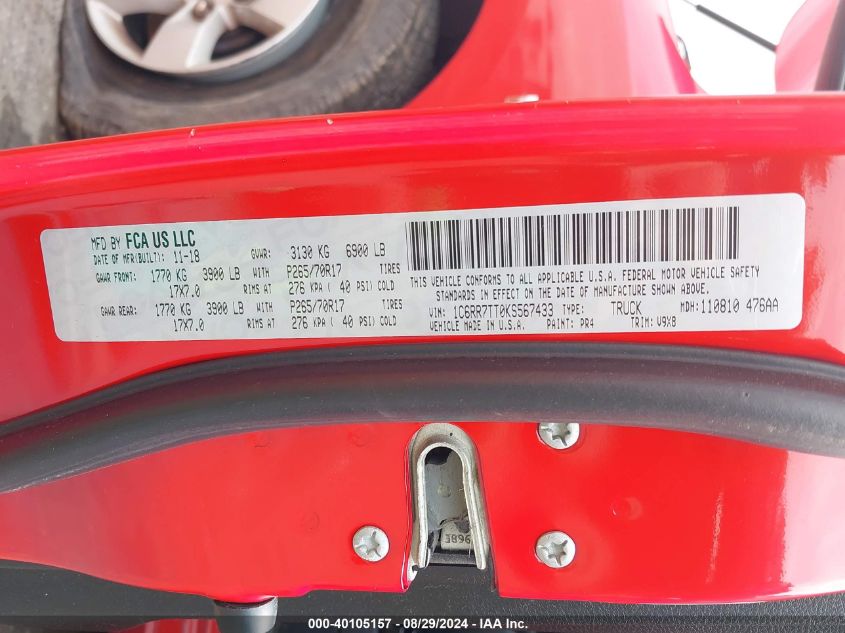 MFD BY FCA US LLC
DATE OF MFR(BUILT): 11-18 GVWR: 3130 KG 6900 LB
GAWR FRONT: 1770 KG 3900 LB WITH P265/70R17 TIRES
17X7.0 RIMS AT 276 KPA ( 40 PSI) COLD
GAWR REAR: 1770 KG 3900 LB WITH P265/70R17 TIRES
17X7.0 RIMS AT 276 KPA ( 40 PSI) COLD
THIS VEHICLE CONFORMS TO ALL APPLICABLE U.S.A. FEDERAL MOTOR VEHICLE SAFETY
STANDARDS IN EFFECT ON THE DATE OF MANUFACTURE SHOWN ABOVE.
VIN: 1C6RR7TT0KS567433 TYPE: TRUCK MDH: 110810 476AA
VEHICLE MADE IN U.S.A. PAINT: PR4 TRIM: V9X8
000-40105157 - 08/29/2024 - IAA Inc.